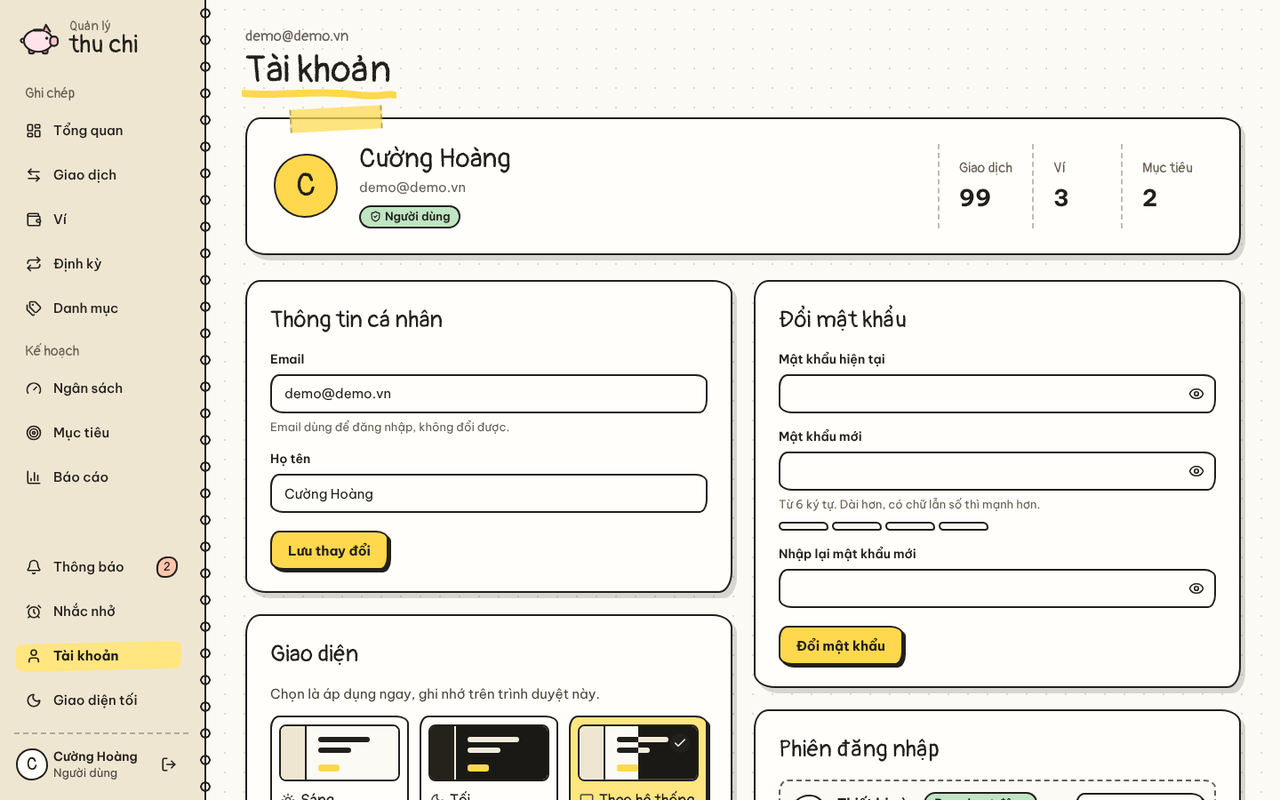 Quản lý
thu chi
Ghi chép
Tổng quan
Giao dịch
Ví
Định kỳ
Danh mục
Kế hoạch
Ngân sách
Mục tiêu
Báo cáo
Thông báo
2
Nhắc nhở
Tài khoản
Giao diện tối
C
Cường Hoàng
Người dùng
demo@demo.vn
Tài khoản
C
Cường Hoàng
demo@demo.vn
Người dùng
Giao dịch
99
Ví
3
Mục tiêu
2
Thông tin cá nhân
Email
demo@demo.vn
Email dùng để đăng nhập, không đổi được.
Họ tên
Cường Hoàng
Lưu thay đổi
Giao diện
Chọn là áp dụng ngay, ghi nhớ trên trình duyệt này.
Sáng
Tối
Theo hệ thống
Đổi mật khẩu
Mật khẩu hiện tại
Mật khẩu mới
Từ 6 ký tự. Dài hơn, có chữ lẫn số thì mạnh hơn.
Nhập lại mật khẩu mới
Đổi mật khẩu
Phiên đăng nhập